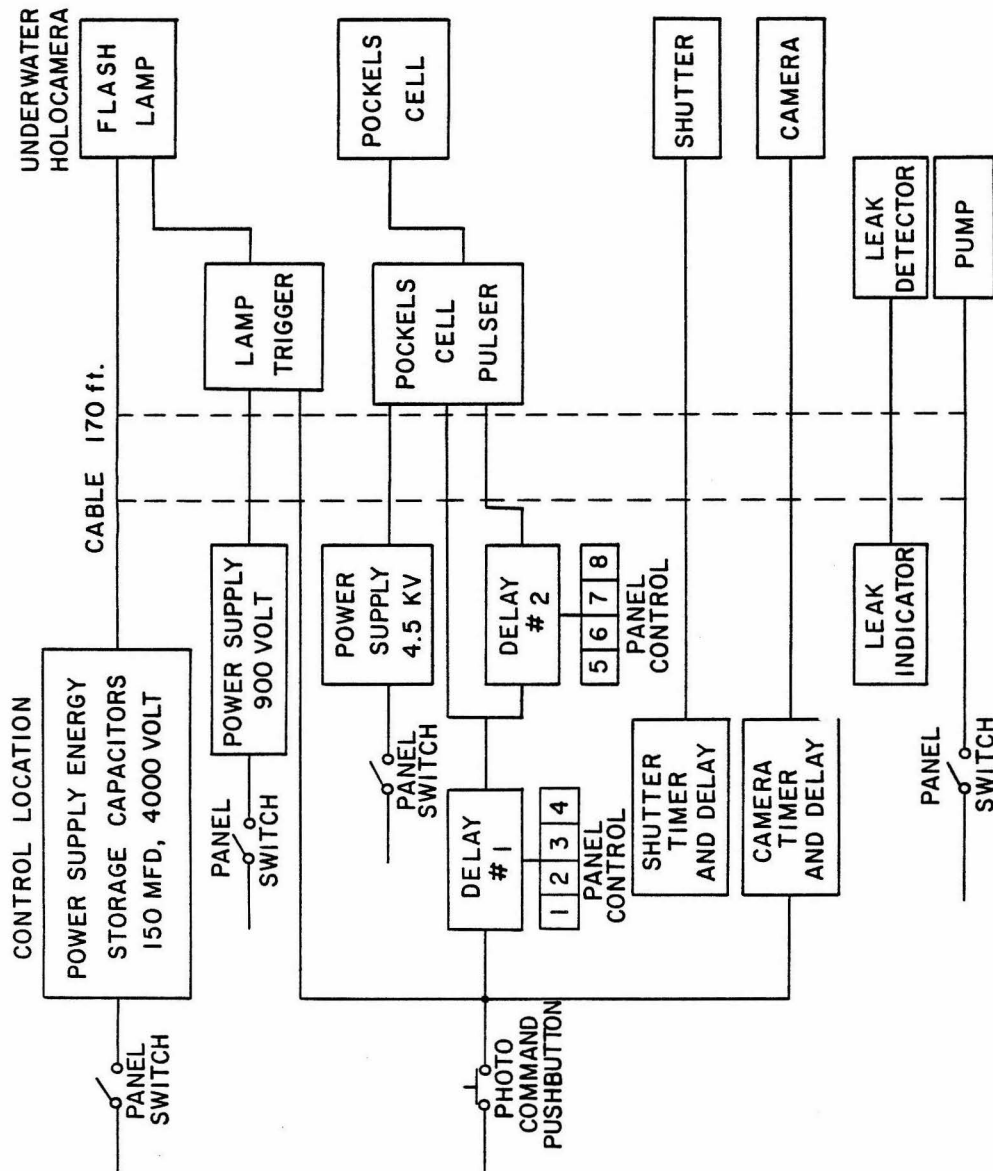 CONTROL LOCATION
UNDERWATER
HOLOCAMERA
CABLE 170 ft.
PANEL
SWITCH
POWER SUPPLY ENERGY
STORAGE CAPACITORS
150 MFD, 4000 VOLT
FLASH
LAMP
PANEL
SWITCH
POWER SUPPLY
900 VOLT
LAMP
TRIGGER
PANEL
SWITCH
POWER
SUPPLY
4.5 KV
POCKELS
CELL
PULSER
POCKELS
CELL
PHOTO
COMMAND
PUSHBUTTON
DELAY
#1
1 2 3 4
PANEL
CONTROL
DELAY
#2
5 6 7 8
PANEL
CONTROL
SHUTTER
TIMER
AND DELAY
SHUTTER
CAMERA
TIMER
AND DELAY
CAMERA
LEAK
INDICATOR
LEAK
DETECTOR
PANEL
SWITCH
PUMP